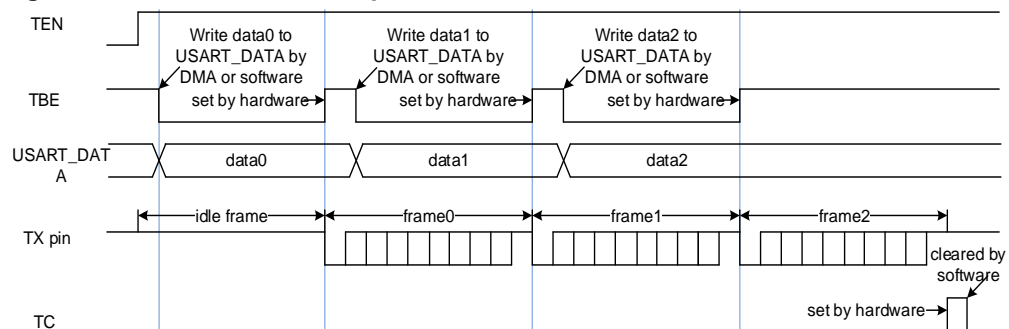 TEN
Write data0 to
USART_DATA by
DMA or software
Write data1 to
USART_DATA by
DMA or software
Write data2 to
USART_DATA by
DMA or software
TBE
set by hardware
set by hardware
set by hardware
USART_DAT
A
data0
data1
data2
idle frame
frame0
frame1
frame2
TX pin
cleared by
software
set by hardware
TC